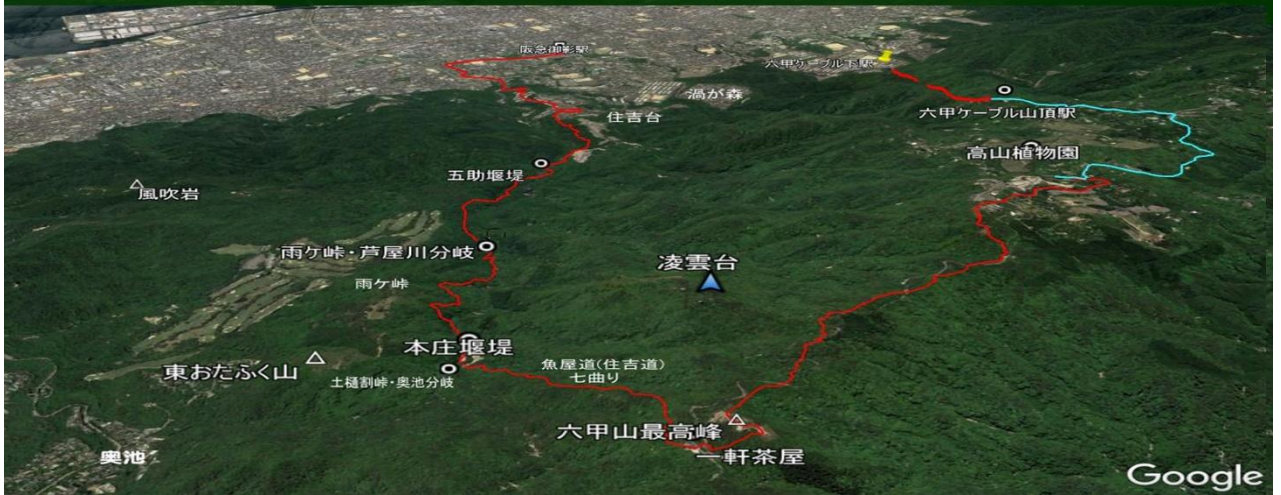 阪急御影駅
六甲ケーブル下駅
渦が森
六甲ケーブル山頂駅
住吉台
高山植物園
五助堰堤
風吹岩
雨ケ峠・芦屋川分岐
凌雲台
雨ケ峠
本庄堰堤
魚屋道(住吉道)
七曲り
東おたふく山
土樋割峠・奥池分岐
六甲山最高峰
一軒茶屋
奥池
Google